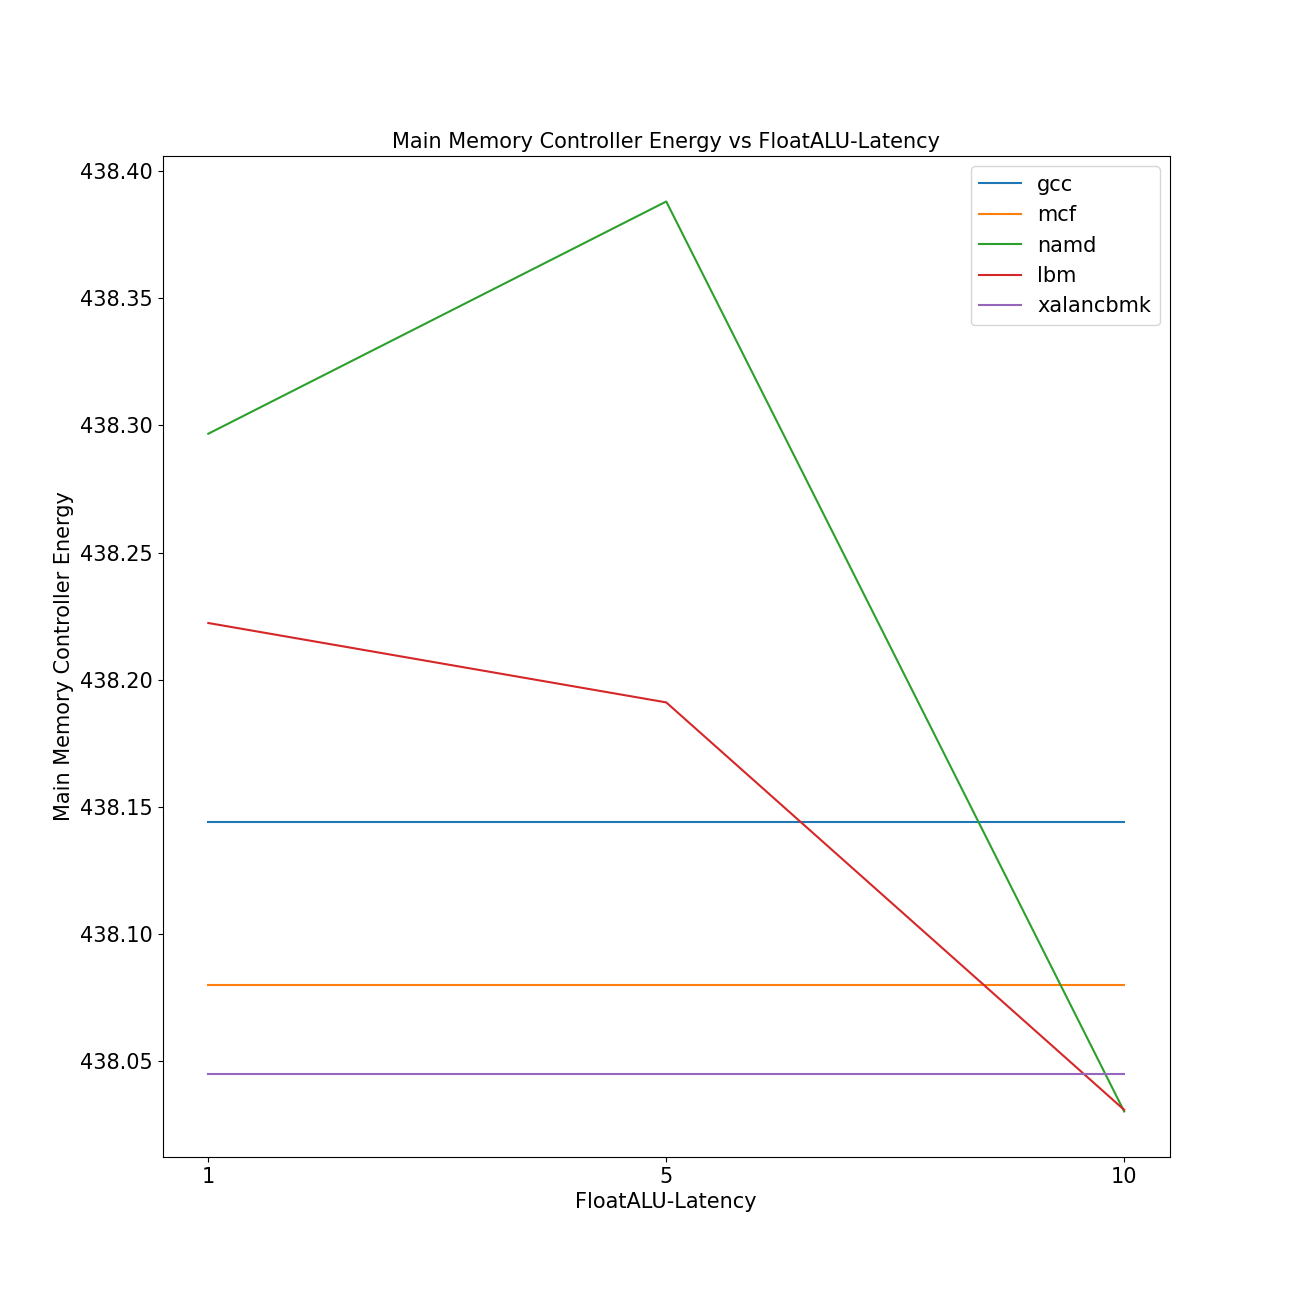 Main Memory Controller Energy vs FloatALU-Latency
438.40
438.35
438.30
438.25
438.20
438.15
438.10
438.05
Main Memory Controller Energy
gcc
mcf
namd
lbm
xalancbmk
1
5
10
FloatALU-Latency